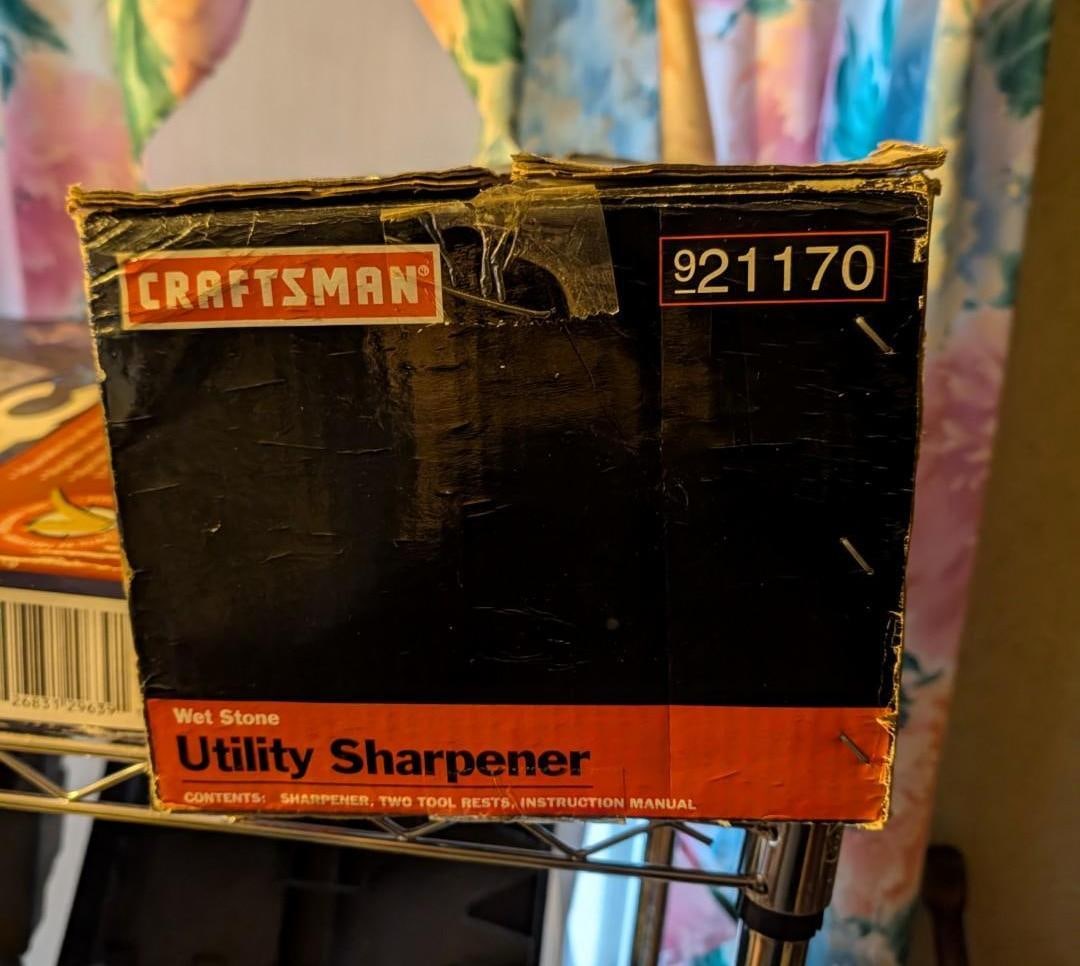 CRAFTSMAN®
921170
Wet Stone
Utility Sharpener
CONTENTS: SHARPENER, TWO TOOL RESTS, INSTRUCTION MANUAL